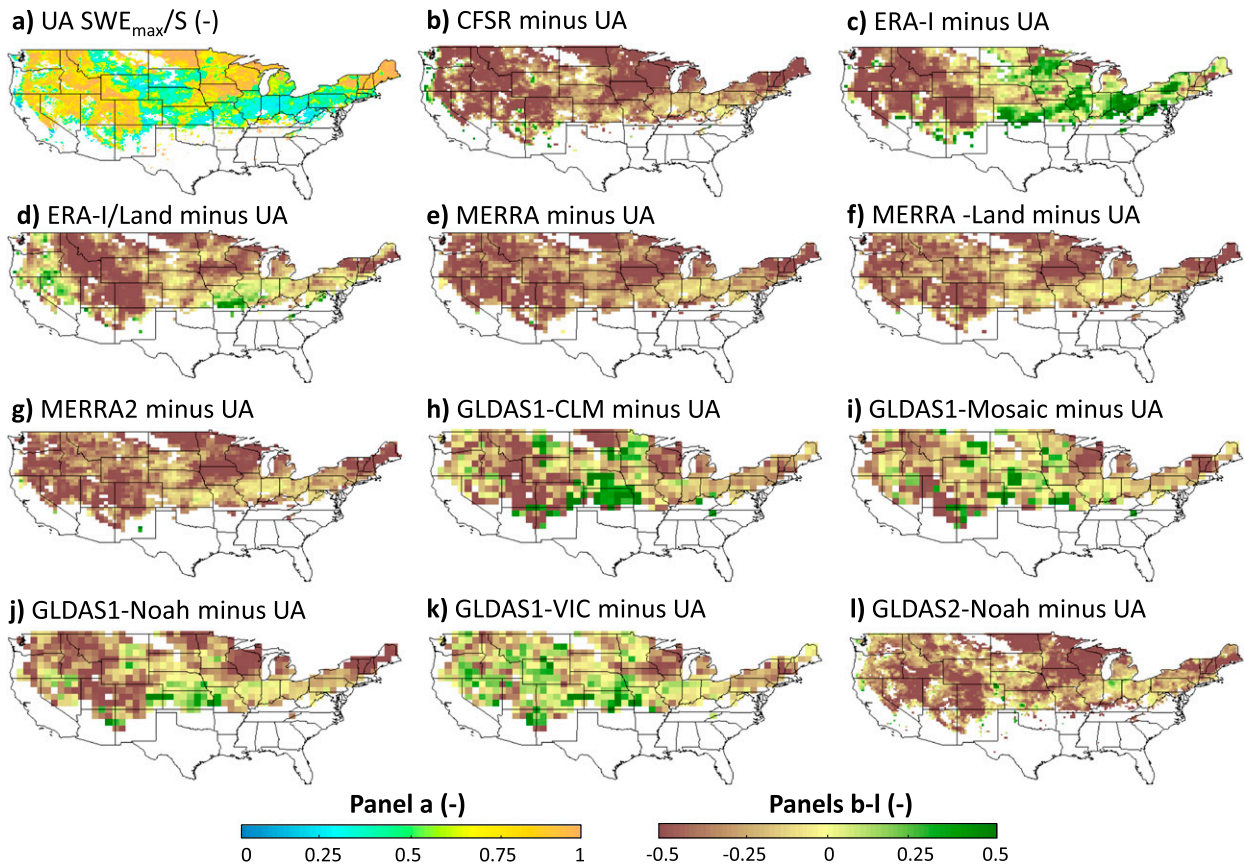 a) UA SWEmax/S (-)
b) CFSR minus UA
c) ERA-I minus UA
d) ERA-I/Land minus UA
e) MERRA minus UA
f) MERRA -Land minus UA
g) MERRA2 minus UA
h) GLDAS1-CLM minus UA
i) GLDAS1-Mosaic minus UA
j) GLDAS1-Noah minus UA
k) GLDAS1-VIC minus UA
l) GLDAS2-Noah minus UA
Panel a (-)
0 0.25 0.5 0.75 1
Panels b-l (-)
-0.5 -0.25 0 0.25 0.5